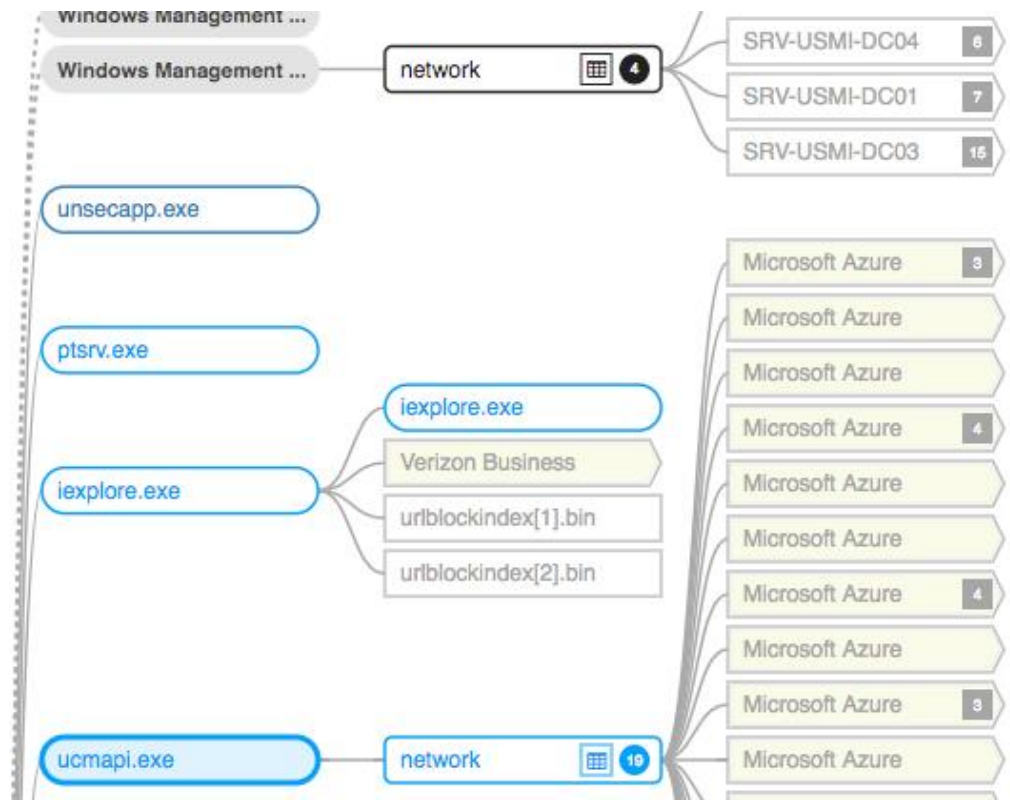 Windows Management ...
Windows Management ...
network 4
SRV-USMI-DC04 6
SRV-USMI-DC01 7
SRV-USMI-DC03 15
unsecapp.exe
Microsoft Azure 3
Microsoft Azure
ptsrv.exe
Microsoft Azure
iexplore.exe
Microsoft Azure 4
Verizon Business
iexplore.exe
Microsoft Azure
urlblockindex[1].bin
Microsoft Azure
urlblockindex[2].bin
Microsoft Azure 4
Microsoft Azure
Microsoft Azure 3
ucmapi.exe
network 19
Microsoft Azure